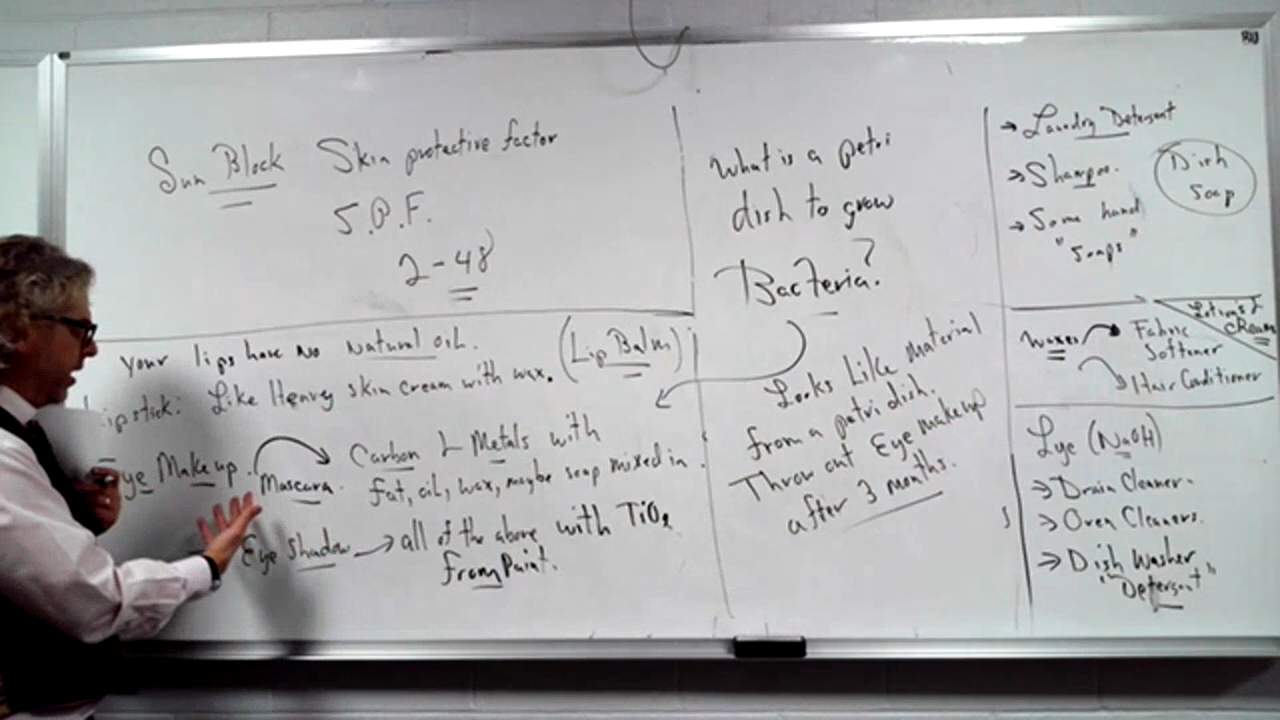 Sun Block Skin protective factor
S.P.F.
2-48
Your lips have no natural oil. (Lip Balm)
ipstick: Like Heavy skin cream with wax.
Eye Makeup. Mascara. Carbon & Metals with
fat, oil, wax, maybe soap mixed in.
Eye Shadow → all of the above with TiO2
from Paint.
What is a petri
dish to grow
Bacteria?
Looks Like material
from a petri dish.
Throw out Eye makeup
after 3 months.
→ Laundry Detergent
→ Shampoo.
→ Some hand
"soaps"
Dish
Soap
Waxes → Fabric
Softener
→ Hair Conditioner
Lotions &
cream
Lye (NaOH)
→ Drain Cleaner.
→ Oven Cleaners.
→ Dish Washer
"Detergent"